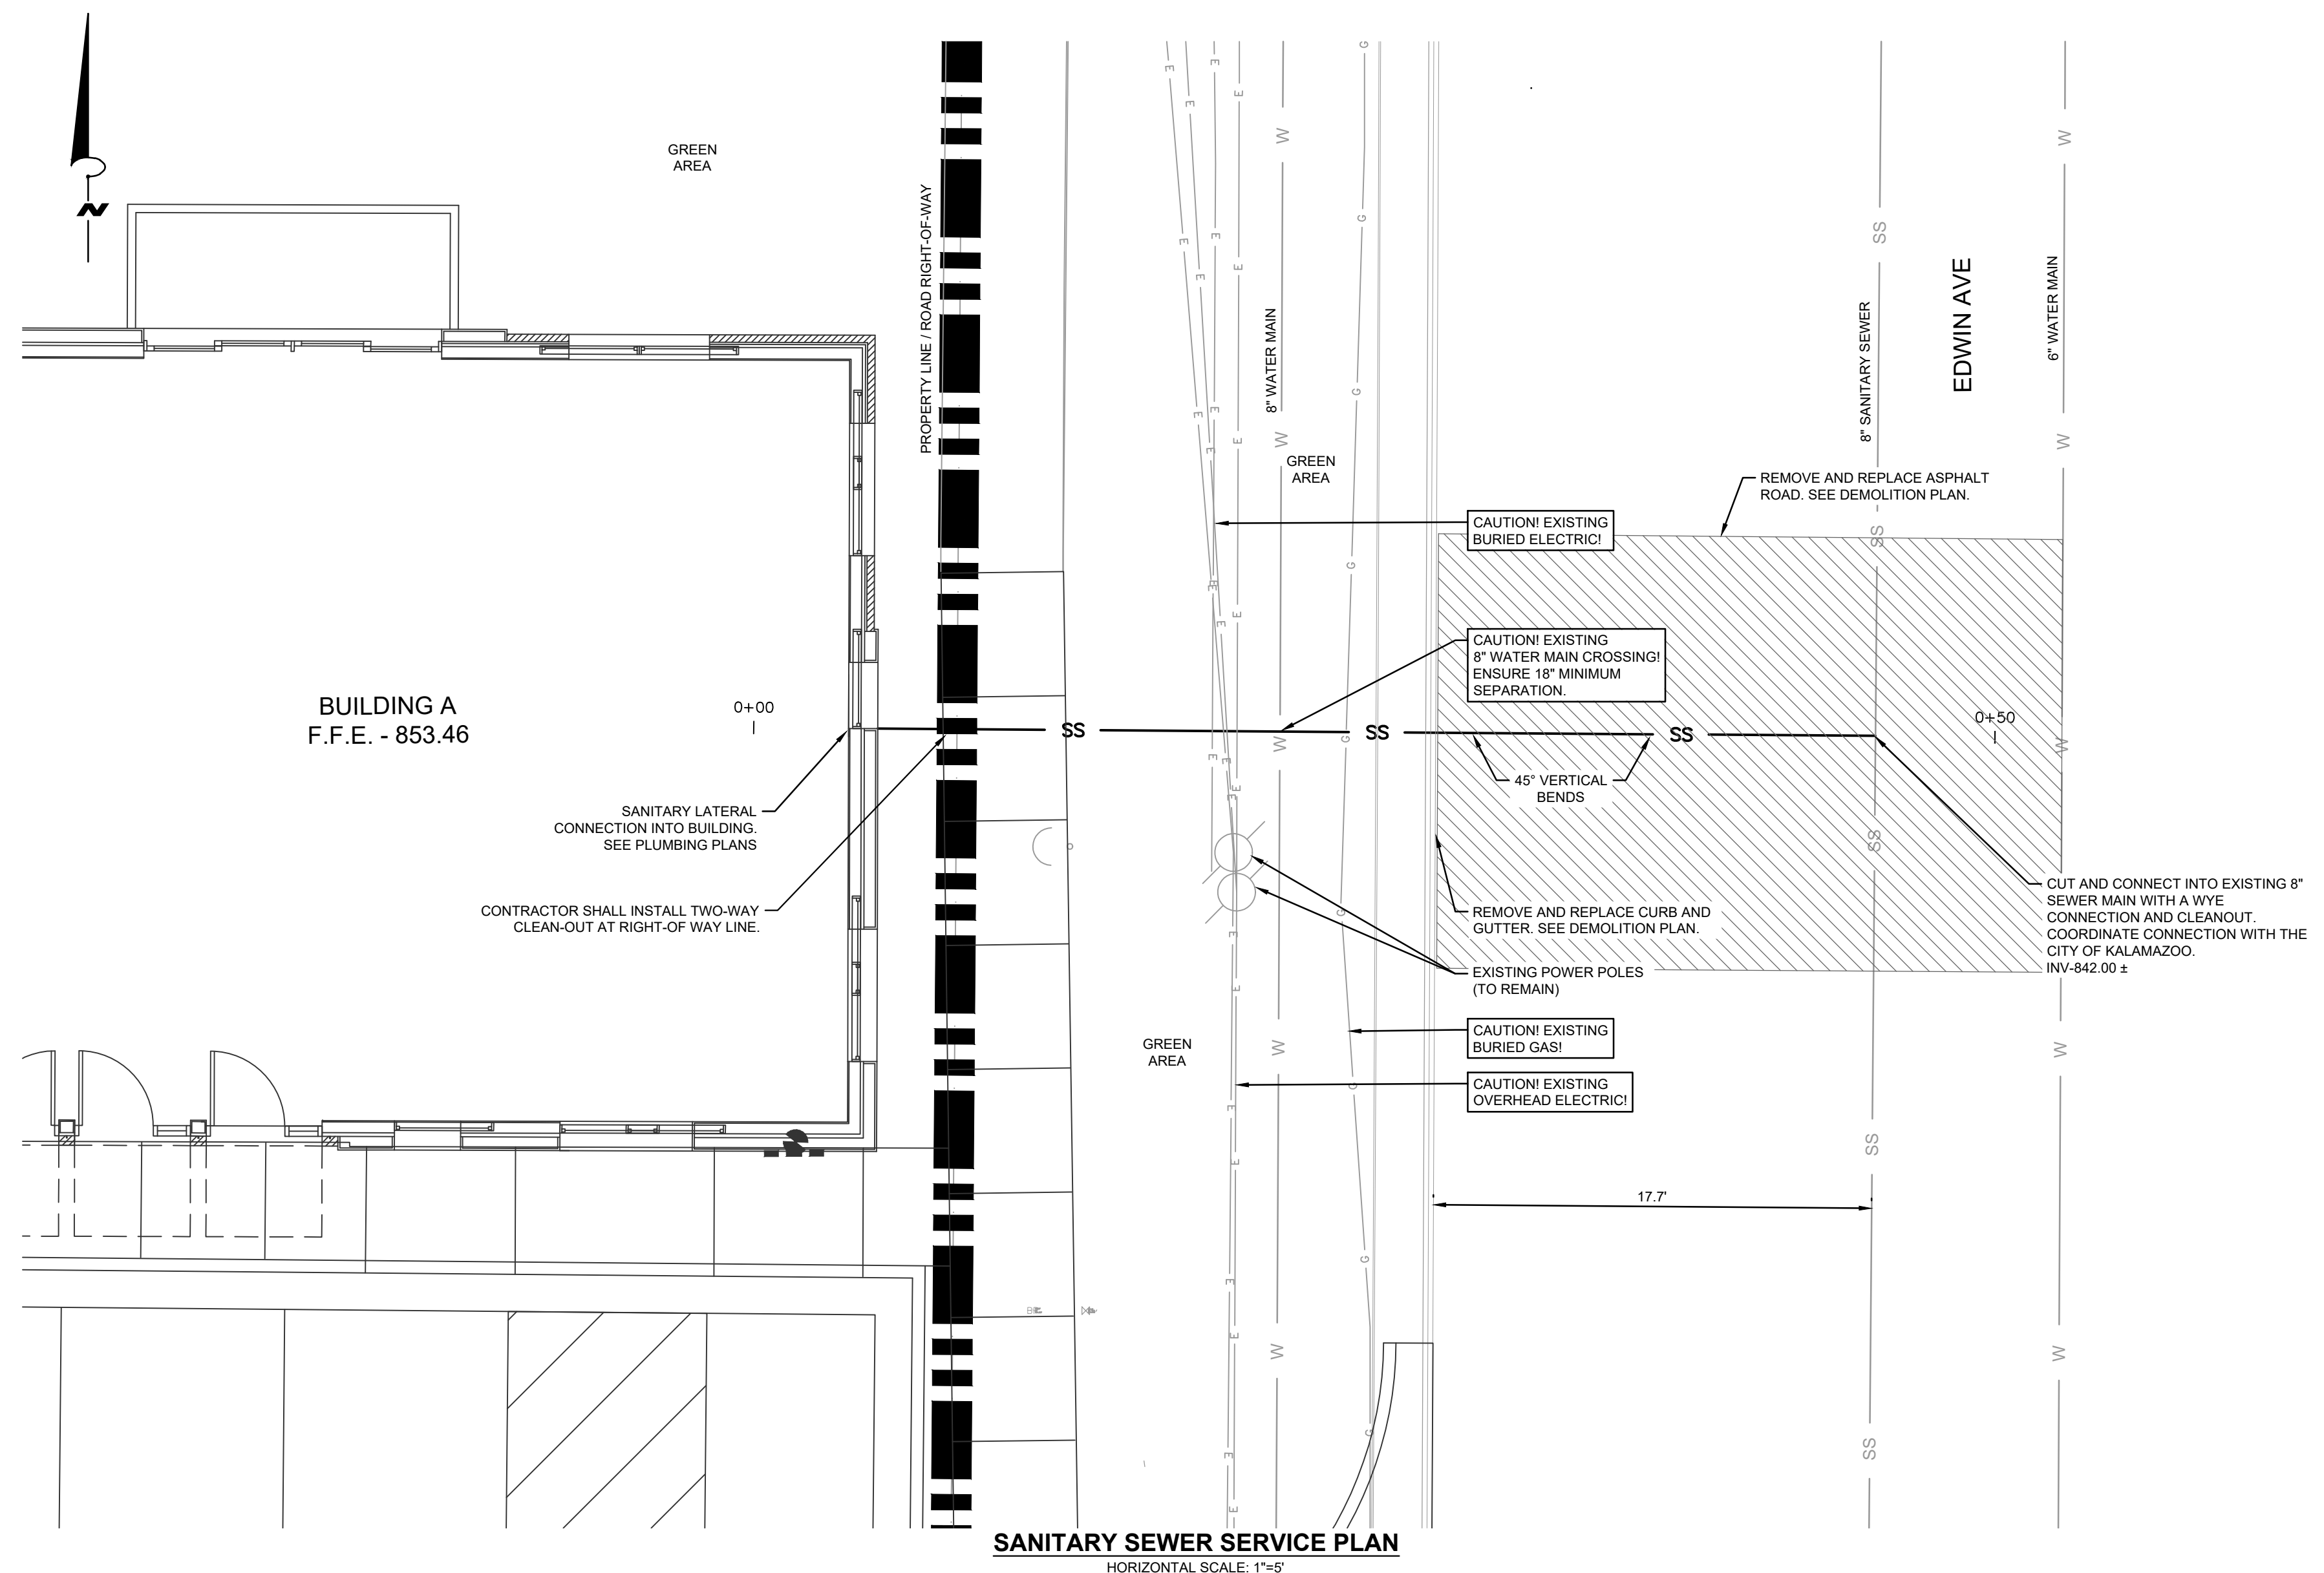 N
GREEN
AREA
PROPERTY LINE / ROAD RIGHT-OF-WAY
8" WATER MAIN
8" SANITARY SEWER
EDWIN AVE
6" WATER MAIN
GREEN
AREA
REMOVE AND REPLACE ASPHALT
ROAD. SEE DEMOLITION PLAN.
CAUTION! EXISTING
BURIED ELECTRIC!
CAUTION! EXISTING
8" WATER MAIN CROSSING!
ENSURE 18" MINIMUM
SEPARATION.
BUILDING A
F.F.E. - 853.46
0+00
SS
SS
SS
0+50
45° VERTICAL
BENDS
SANITARY LATERAL
CONNECTION INTO BUILDING.
SEE PLUMBING PLANS
CONTRACTOR SHALL INSTALL TWO-WAY
CLEAN-OUT AT RIGHT-OF WAY LINE.
REMOVE AND REPLACE CURB AND
GUTTER. SEE DEMOLITION PLAN.
CUT AND CONNECT INTO EXISTING 8"
SEWER MAIN WITH A WYE
CONNECTION AND CLEANOUT.
COORDINATE CONNECTION WITH THE
CITY OF KALAMAZOO.
INV-842.00 ±
EXISTING POWER POLES
(TO REMAIN)
GREEN
AREA
CAUTION! EXISTING
BURIED GAS!
CAUTION! EXISTING
OVERHEAD ELECTRIC!
17.7'
SANITARY SEWER SERVICE PLAN
HORIZONTAL SCALE: 1"=5'